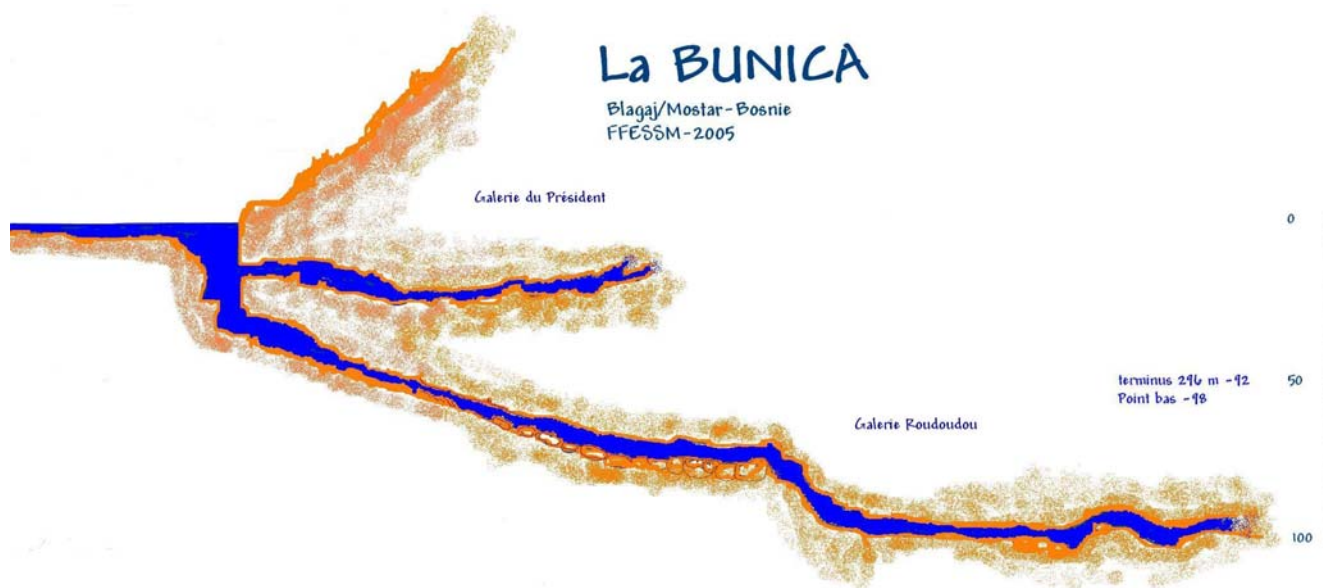 La BUNICA
Blagaj/Mostar-Bosnie
FFESSM-2005
Galerie du Président
0
terminus 296 m -92
50
Point bas -98
Galerie Roudoudou
100